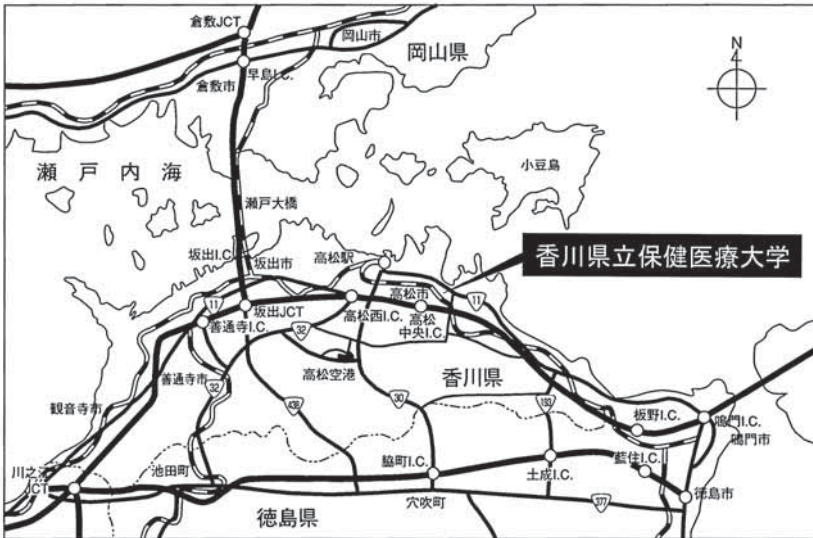 倉敷JCT
岡山市
岡山県
N
早島I.C.
倉敷市
小豆島
瀬戸内海
瀬戸大橋
香川県立保健医療大学
坂出I.C.
坂出市
高松駅
11
高松市
11
坂出JCT
高松西I.C.
高松
中央I.C.
善通寺I.C.
32
高松空港
香川県
善通寺市
32
438
30
193
観音寺市
板野I.C.
鳴門I.C.
鳴門市
池田町
脇町I.C.
藍住I.C.
土成I.C.
川之江
JCT
徳島市
穴吹町
377
徳島県